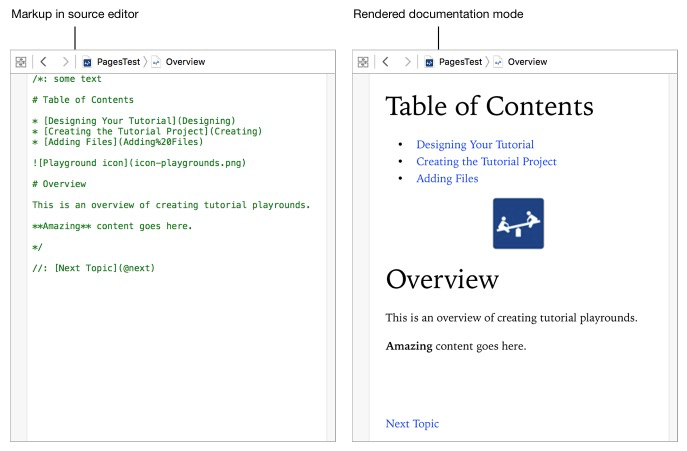 Markup in source editor
Rendered documentation mode
PagesTest
Overview
/*: some text
# Table of Contents
* [Designing Your Tutorial](Designing)
* [Creating the Tutorial Project](Creating)
* [Adding Files](Adding%20Files)
![Playground icon](icon-playgrounds.png)
# Overview
This is an overview of creating tutorial playrounds.
**Amazing** content goes here.
*/
//: [Next Topic](@next)
PagesTest
Overview
Table of Contents
• Designing Your Tutorial
• Creating the Tutorial Project
• Adding Files
Overview
This is an overview of creating tutorial playrounds.
Amazing content goes here.
Next Topic